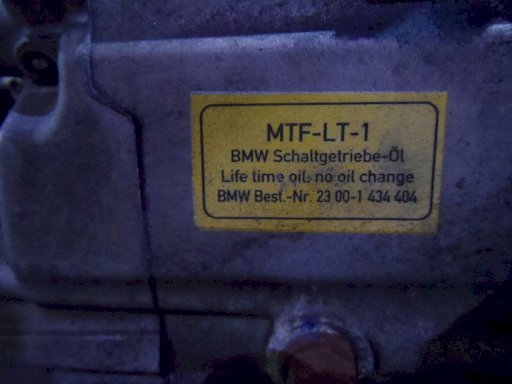 MTF-LT-1
BMW Schaltgetriebe-Öl
Life time oil, no oil change
BMW Best.-Nr. 23 00-1 434 404